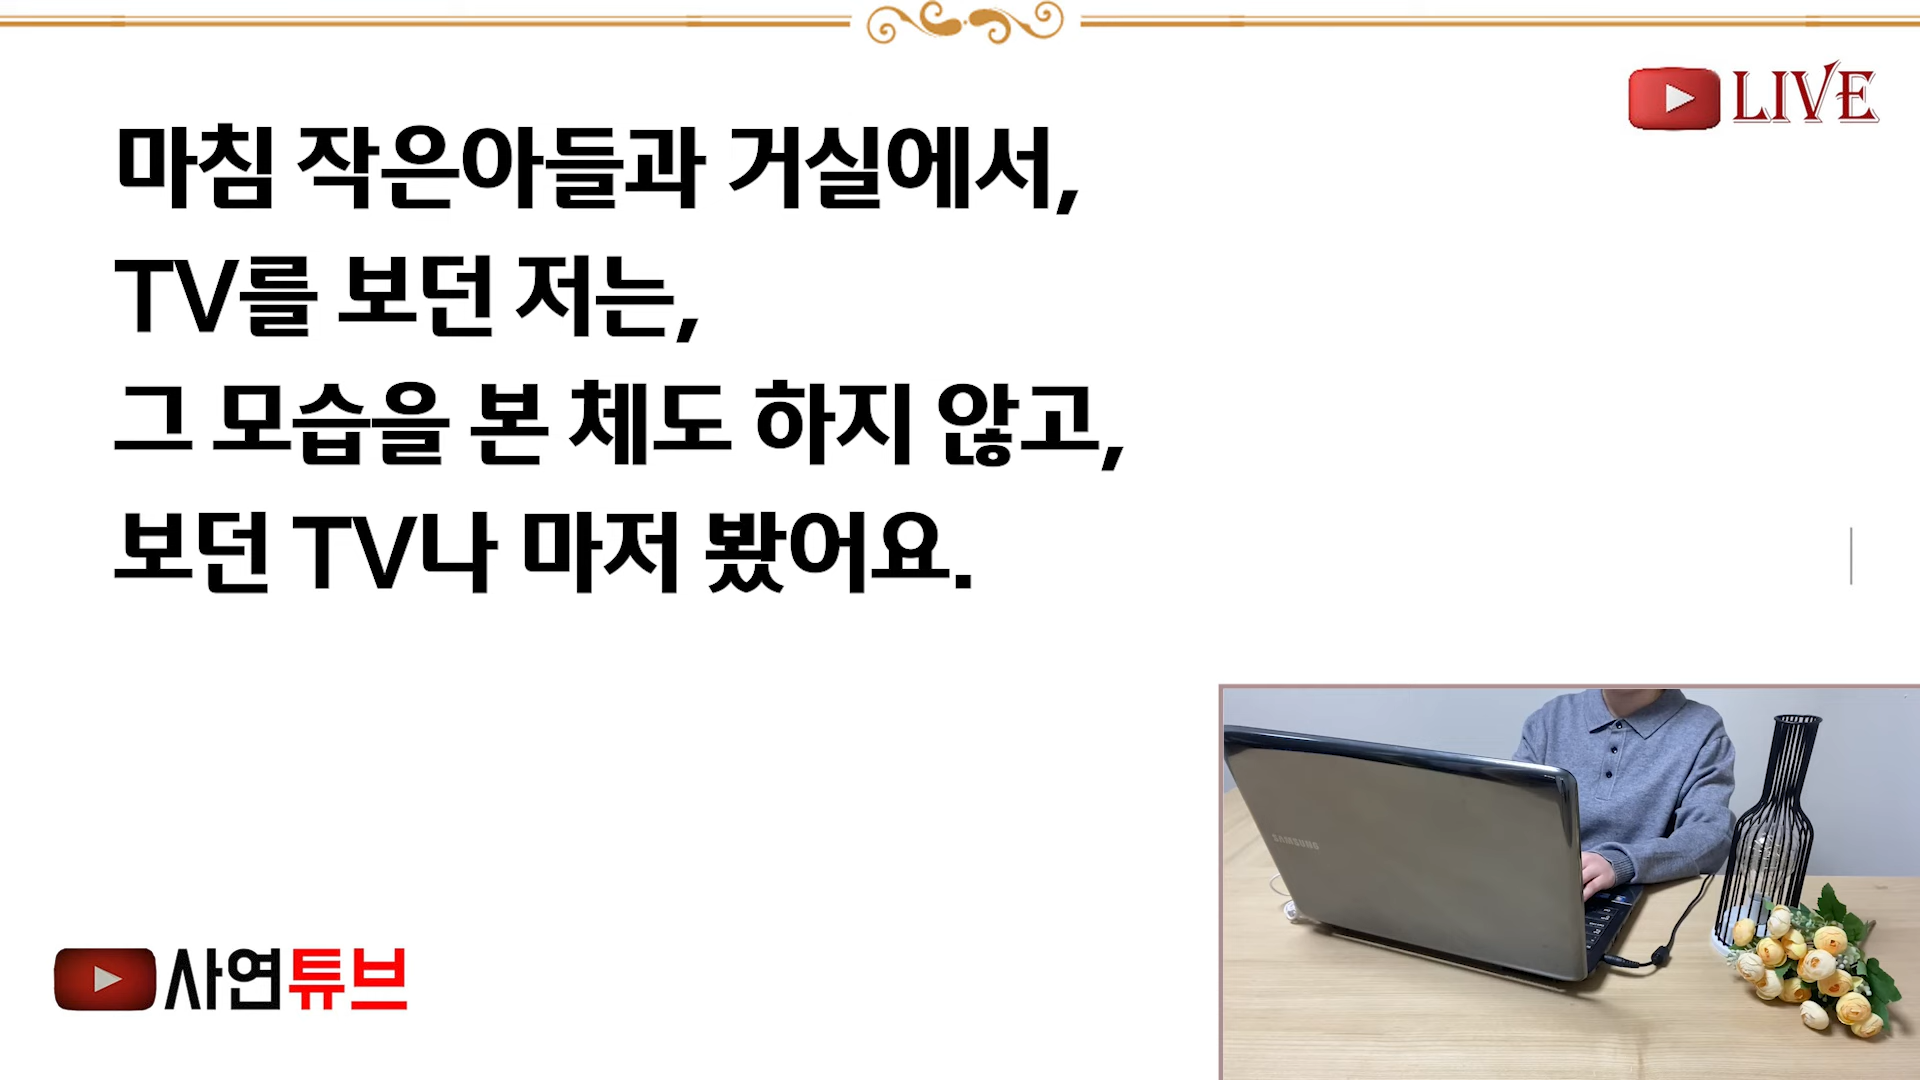 LIVE
마침 작은아들과 거실에서,
TV를 보던 저는,
그 모습을 본 체도 하지 않고,
보던 TV나 마저 봤어요.
SAMSUNG
사연튜브